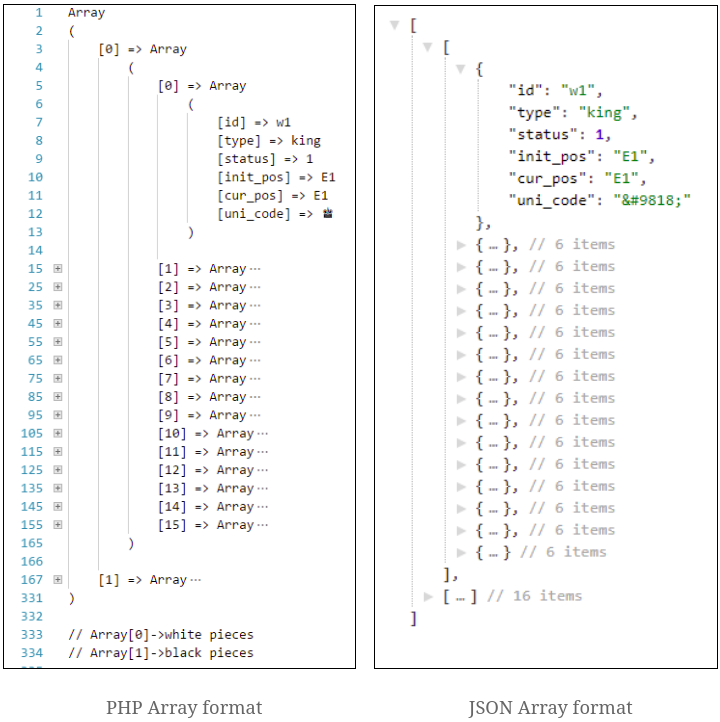 1 Array
2 (
3 [0] => Array
4 (
5 [0] => Array
6 (
7 [id] => w1
8 [type] => king
9 [status] => 1
10 [init_pos] => E1
11 [cur_pos] => E1
12 [uni_code] => ♚
13 )
14
15 [1] => Array ···
25 [2] => Array ···
35 [3] => Array ···
45 [4] => Array ···
55 [5] => Array ···
65 [6] => Array ···
75 [7] => Array ···
85 [8] => Array ···
95 [9] => Array ···
105 [10] => Array ···
115 [11] => Array ···
125 [12] => Array ···
135 [13] => Array ···
145 [14] => Array ···
155 [15] => Array ···
165 )
166
167 [1] => Array ···
331 )
332
333 // Array[0]->white pieces
334 // Array[1]->black pieces
PHP Array format
[
[
{
"id": "w1",
"type": "king",
"status": 1,
"init_pos": "E1",
"cur_pos": "E1",
"uni_code": "&#9818;"
},
{ … }, // 6 items
{ … }, // 6 items
{ … }, // 6 items
{ … }, // 6 items
{ … }, // 6 items
{ … }, // 6 items
{ … }, // 6 items
{ … }, // 6 items
{ … }, // 6 items
{ … }, // 6 items
{ … }, // 6 items
{ … }, // 6 items
{ … }, // 6 items
{ … }, // 6 items
{ … } // 6 items
],
[ … ] // 16 items
]
JSON Array format